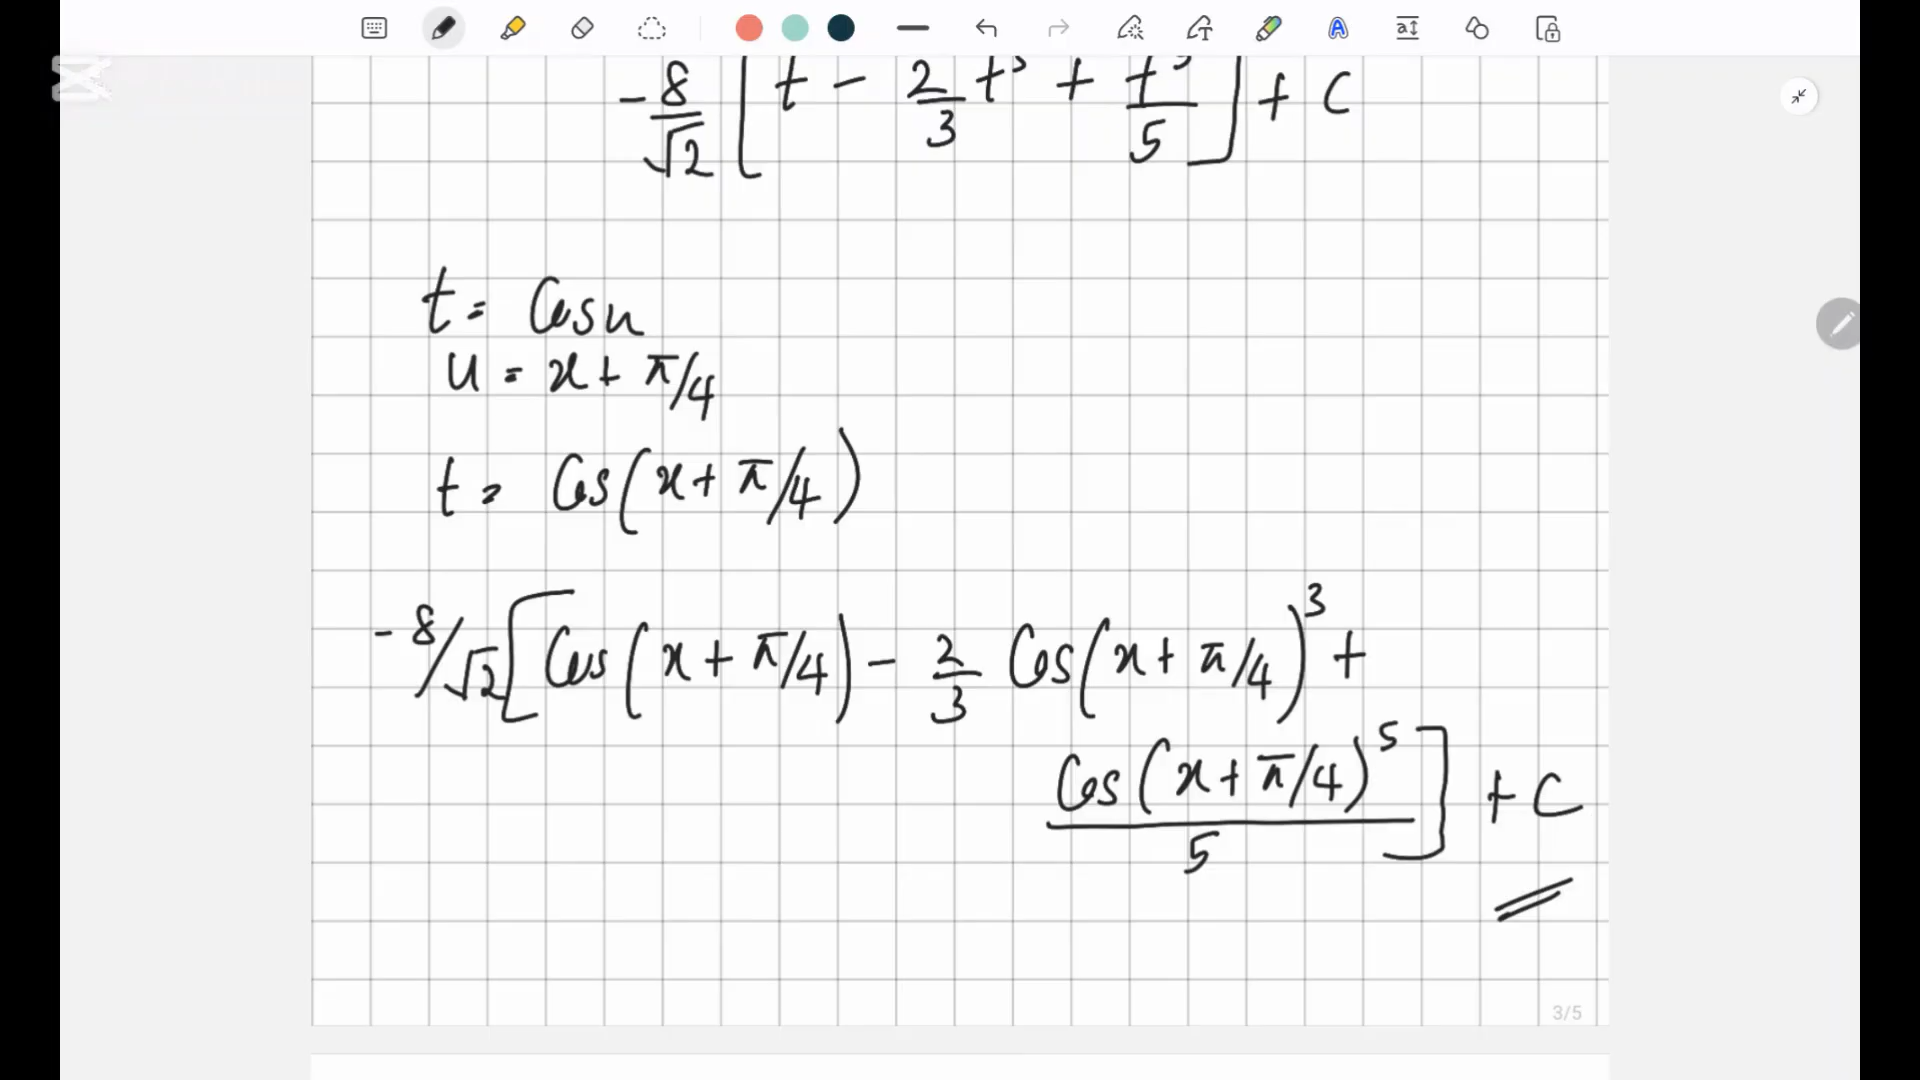 -8/√2 [t - 2/3 t³ + t⁵/5] + C
t = Cos u
u = x + π/4
t = Cos(x + π/4)
-8/√2 [Cos(x + π/4) - 2/3 Cos(x + π/4)³ +
Cos(x + π/4)⁵/5] + C
3/5